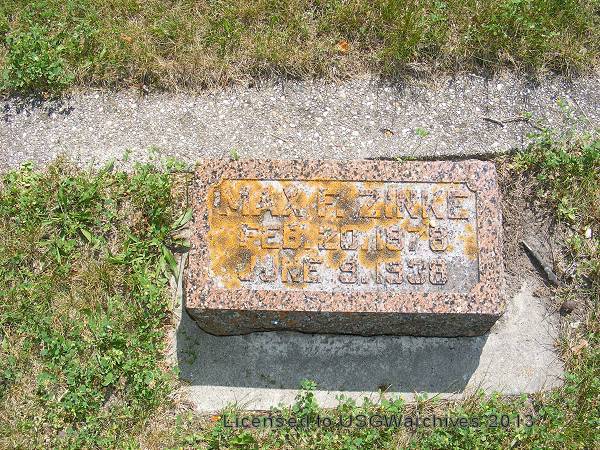 MAX F. ZINKE
FEB. 20. 1878
JUNE 9. 1938
Licensed to USGWarchives 2013